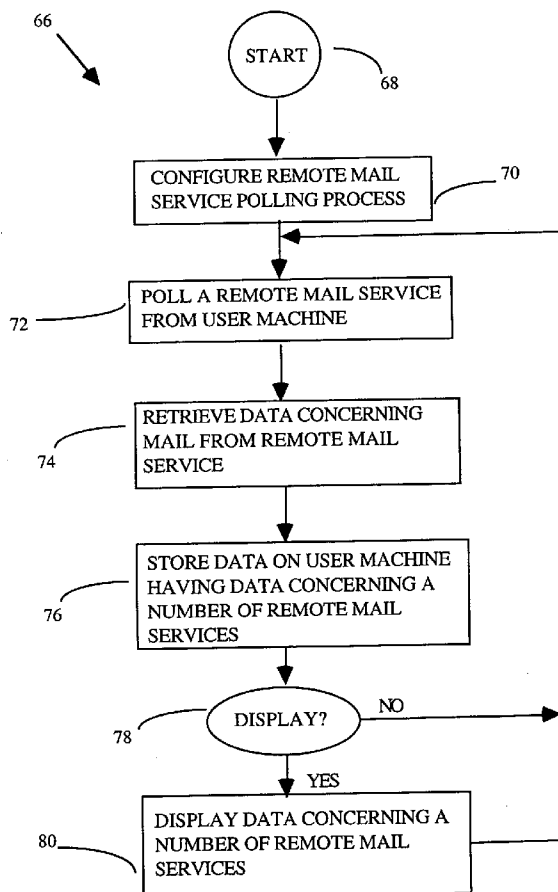 66
START
68
CONFIGURE REMOTE MAIL
SERVICE POLLING PROCESS
70
POLL A REMOTE MAIL SERVICE
FROM USER MACHINE
72
RETRIEVE DATA CONCERNING
MAIL FROM REMOTE MAIL
SERVICE
74
STORE DATA ON USER MACHINE
HAVING DATA CONCERNING A
NUMBER OF REMOTE MAIL
SERVICES
76
DISPLAY?
NO
78
YES
DISPLAY DATA CONCERNING A
NUMBER OF REMOTE MAIL
SERVICES
80